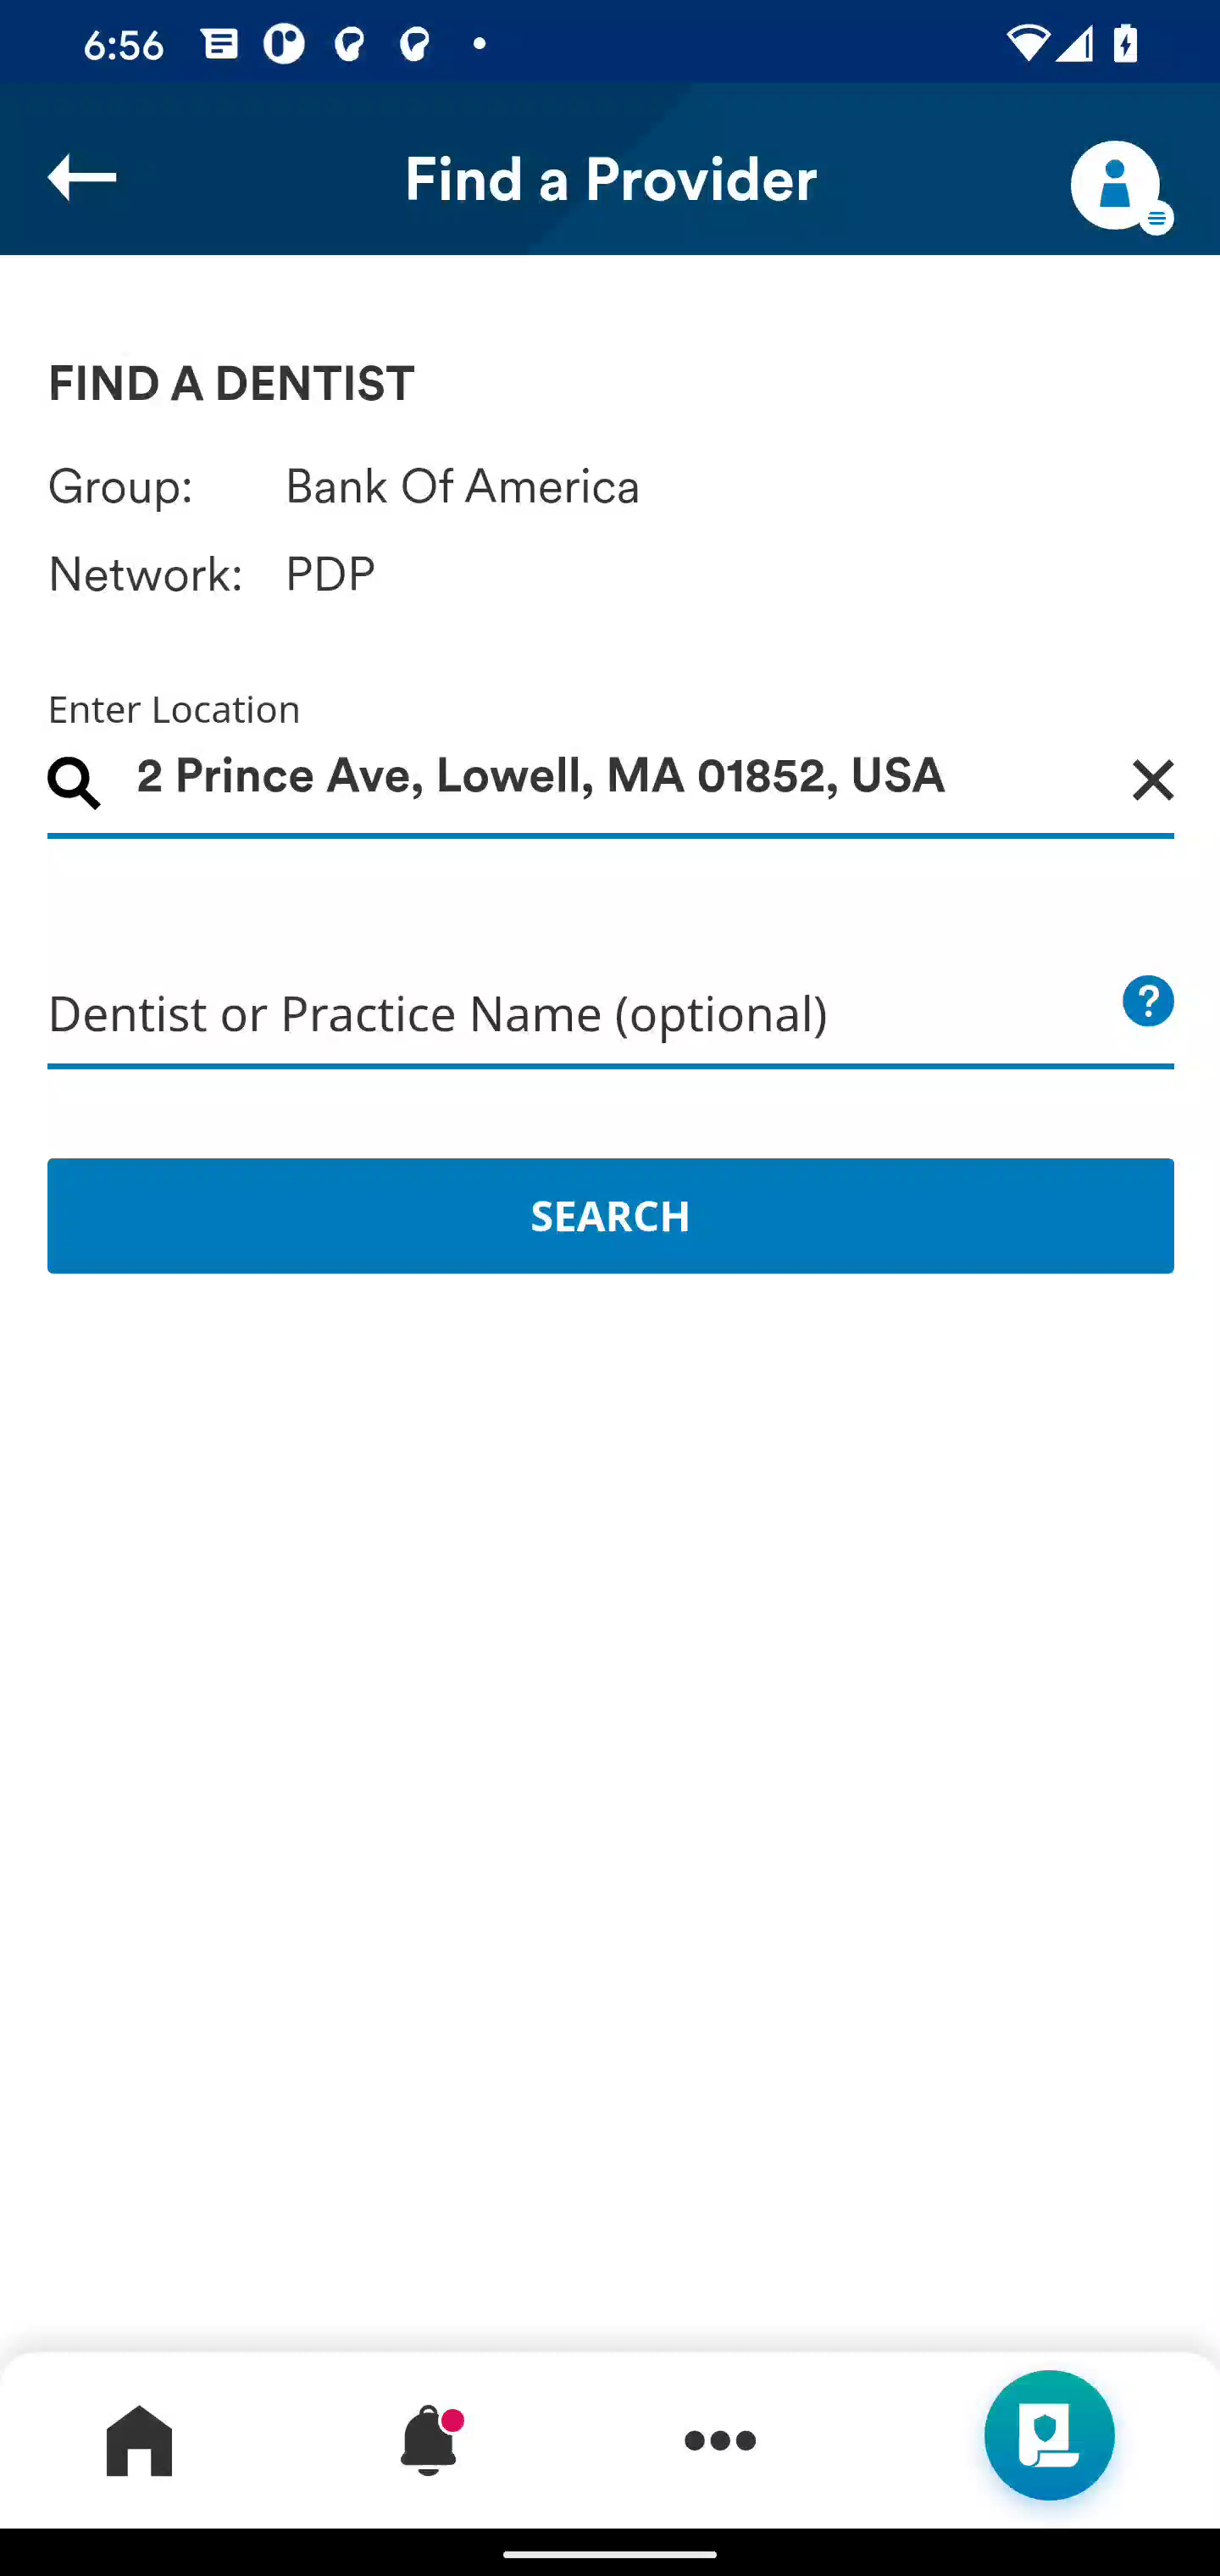 6:56
Find a Provider
FIND A DENTIST
Group: Bank Of America
Network: PDP
Enter Location
2 Prince Ave, Lowell, MA 01852, USA
Dentist or Practice Name (optional)
?
SEARCH